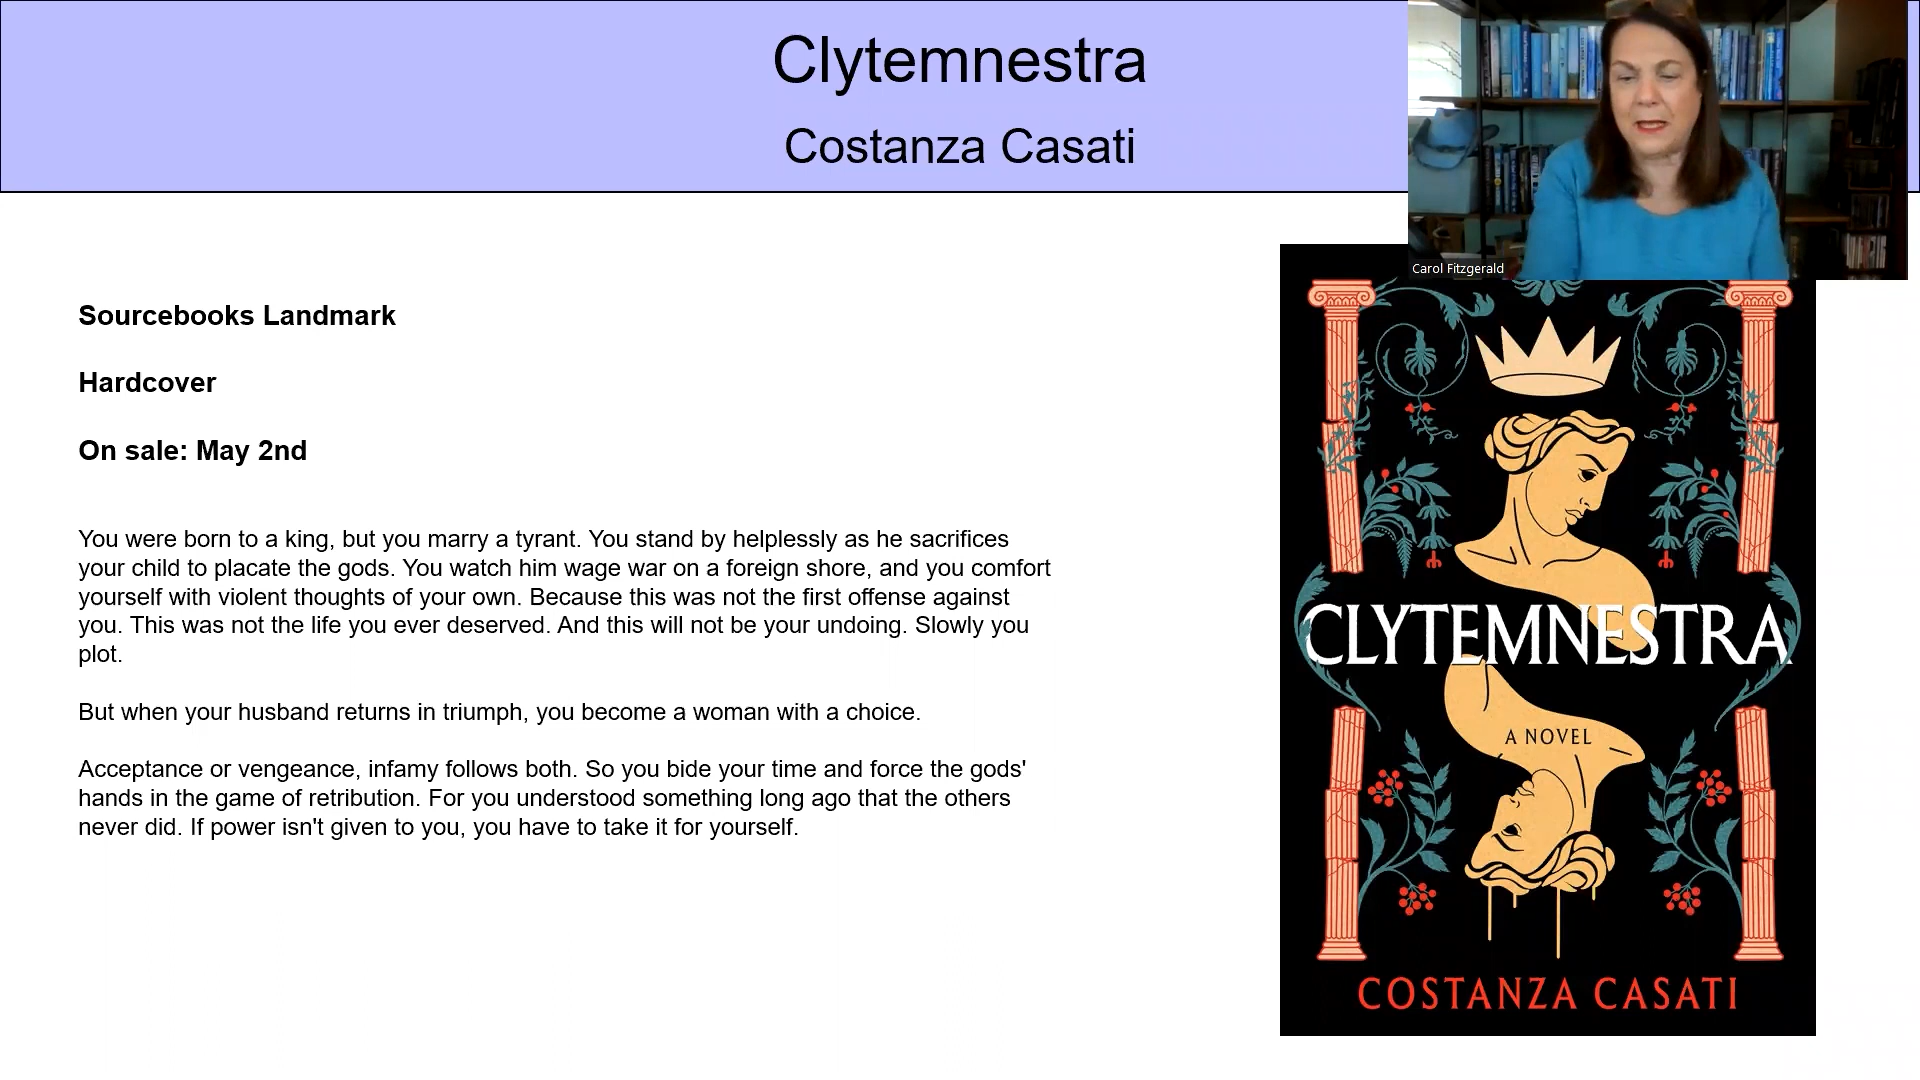 Clytemnestra
Costanza Casati
Carol Fitzgerald
Sourcebooks Landmark
Hardcover
On sale: May 2nd
You were born to a king, but you marry a tyrant. You stand by helplessly as he sacrifices
your child to placate the gods. You watch him wage war on a foreign shore, and you comfort
yourself with violent thoughts of your own. Because this was not the first offense against
you. This was not the life you ever deserved. And this will not be your undoing. Slowly you
plot.
But when your husband returns in triumph, you become a woman with a choice.
Acceptance or vengeance, infamy follows both. So you bide your time and force the gods'
hands in the game of retribution. For you understood something long ago that the others
never did. If power isn't given to you, you have to take it for yourself.
CLYTEMNESTRA
A NOVEL
COSTANZA CASATI